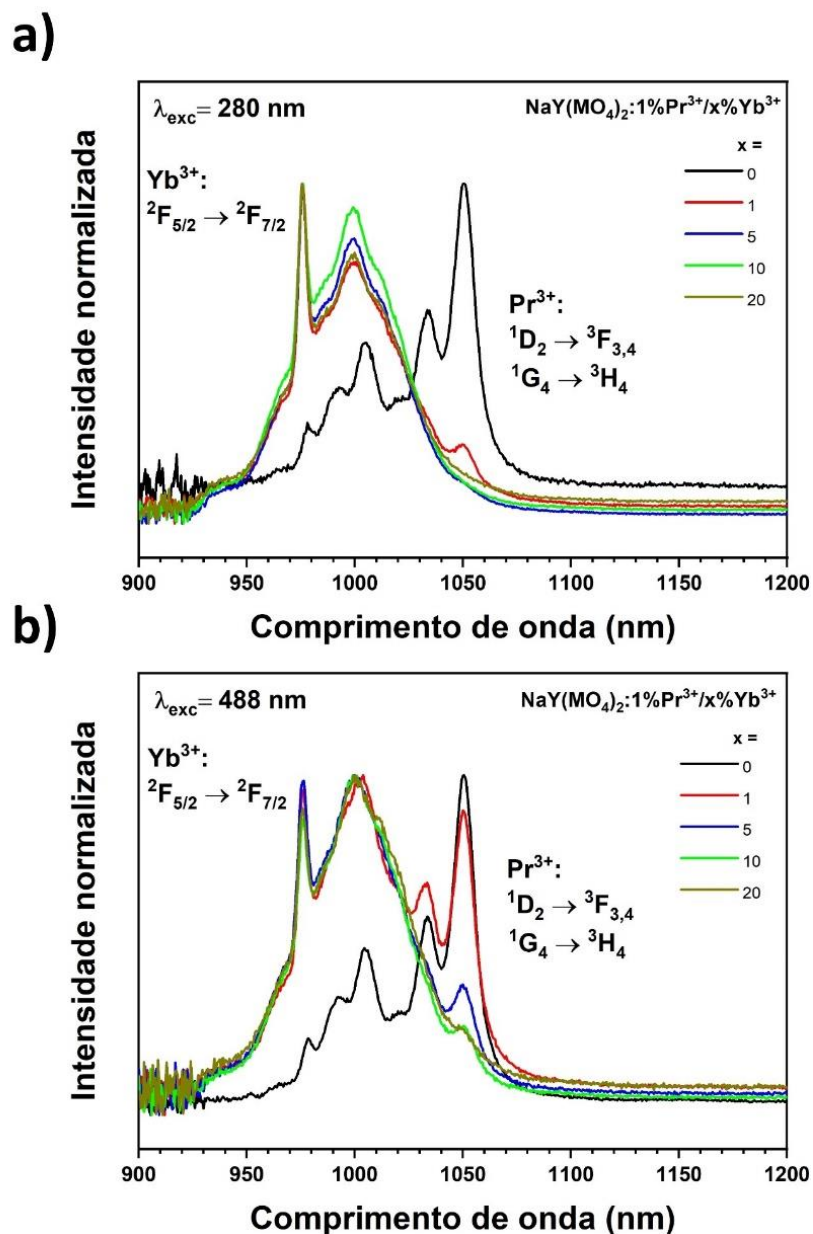 a)
λexc= 280 nm
NaY(MO₄)₂:1%Pr³⁺/x%Yb³⁺
x =
0
1
5
10
20
Yb³⁺:
²F₅/₂ → ²F₇/₂
Pr³⁺:
¹D₂ → ³F₃,₄
¹G₄ → ³H₄
Intensidade normalizada
900 950 1000 1050 1100 1150 1200
Comprimento de onda (nm)
b)
λexc= 488 nm
NaY(MO₄)₂:1%Pr³⁺/x%Yb³⁺
x =
0
1
5
10
20
Yb³⁺:
²F₅/₂ → ²F₇/₂
Pr³⁺:
¹D₂ → ³F₃,₄
¹G₄ → ³H₄
Intensidade normalizada
900 950 1000 1050 1100 1150 1200
Comprimento de onda (nm)